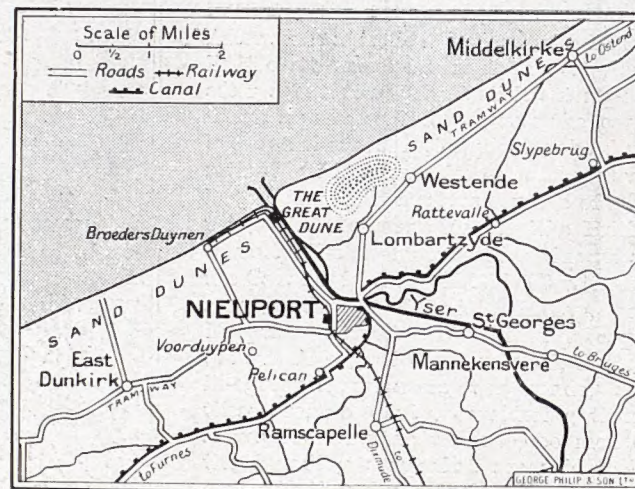 Scale of Miles
0 ½ 1 2
Roads Railway
Canal
Middelkirke
to Ostend
SAND DUNES
TRAMWAY
Slypebrug
Westende
THE
GREAT
DUNE
Rattevalle
Lombartzyde
Broeders Duynen
SAND DUNES
NIEUPORT
Yser
St Georges
Voorduypen
Mannekensvere
to Bruges
East
Dunkirk
TRAMWAY
Pelican
Ramscapelle
to Dixmude
to Furnes
GEORGE PHILIP & SON LTD